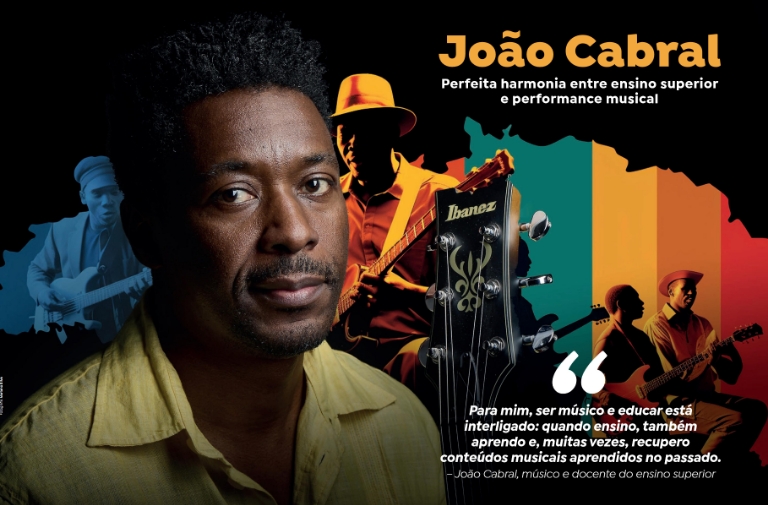 João Cabral
Perfeita harmonia entre ensino superior
e performance musical
Ibanez
“
Para mim, ser músico e educar está
interligado: quando ensino, também
aprendo e, muitas vezes, recupero
conteúdos musicais aprendidos no passado.
– João Cabral, músico e docente do ensino superior